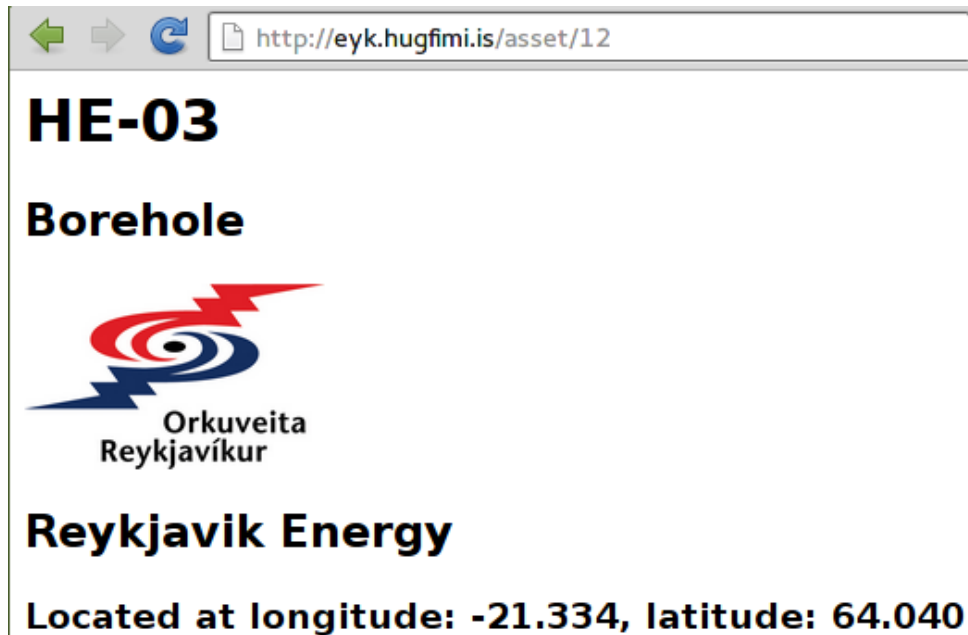 http://eyk.hugfimi.is/asset/12
HE-03
Borehole
Orkuveita
Reykjavíkur
Reykjavik Energy
Located at longitude: -21.334, latitude: 64.040